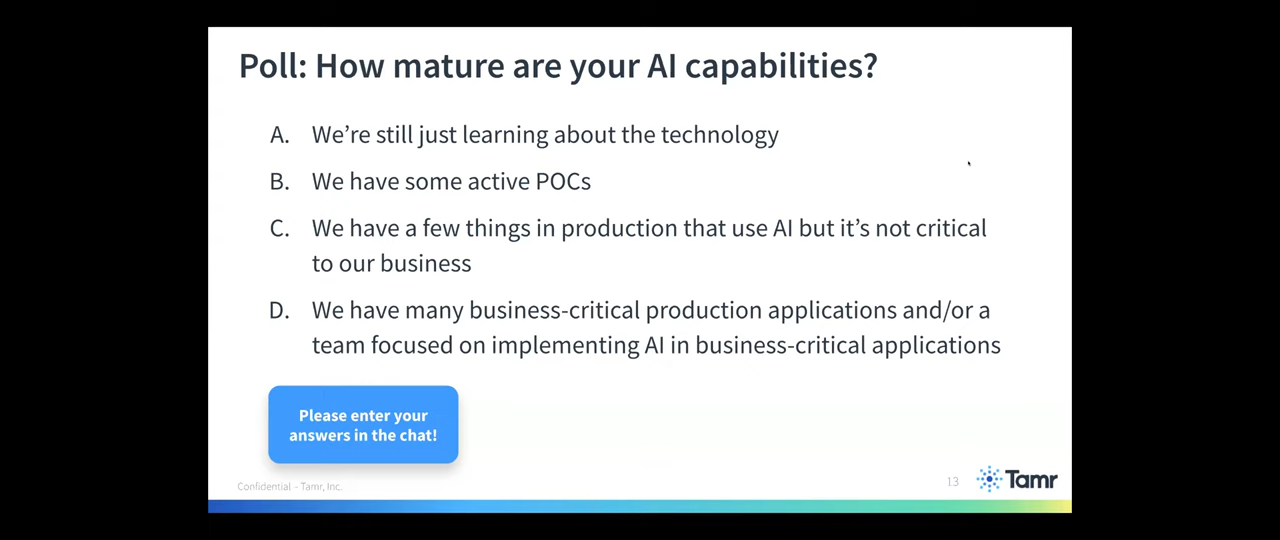 Poll: How mature are your AI capabilities?
A. We're still just learning about the technology
B. We have some active POCs
C. We have a few things in production that use AI but it's not critical
to our business
D. We have many business-critical production applications and/or a
team focused on implementing AI in business-critical applications
Please enter your
answers in the chat!
Confidential – Tamr, Inc.
13
Tamr